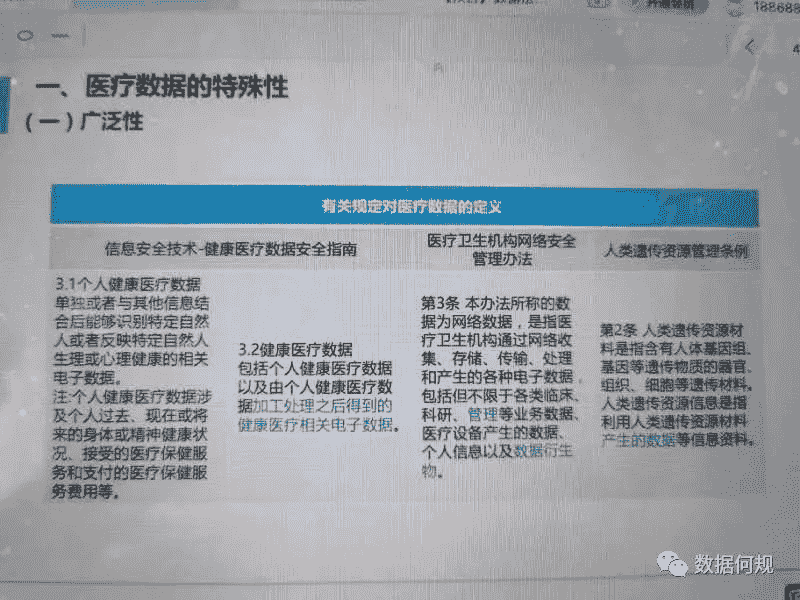 18868
一、医疗数据的特殊性
（一）广泛性
有关规定对医疗数据的定义
信息安全技术-健康医疗数据安全指南
医疗卫生机构网络安全
管理办法
人类遗传资源管理条例
3.1个人健康医疗数据
单独或者与其他信息结
合后能够识别特定自然
人或者反映特定自然人
生理或心理健康的相关
电子数据。
注:个人健康医疗数据涉
及个人过去、现在或将
来的身体或精神健康状
况、接受的医疗保健服
务和支付的医疗保健服
务费用等。
3.2健康医疗数据
包括个人健康医疗数据
以及由个人健康医疗数
据加工处理之后得到的
健康医疗相关电子数据。
第3条 本办法所称的数
据为网络数据，是指医
疗卫生机构通过网络收
集、存储、传输、处理
和产生的各种电子数据，
包括但不限于各类临床、
科研、管理等业务数据、
医疗设备产生的数据、
个人信息以及数据衍生
物。
第2条 人类遗传资源材
料是指含有人体基因组、
基因等遗传物质的器官、
组织、细胞等遗传材料。
人类遗传资源信息是指
利用人类遗传资源材料
产生的数据等信息资料。
数据何规